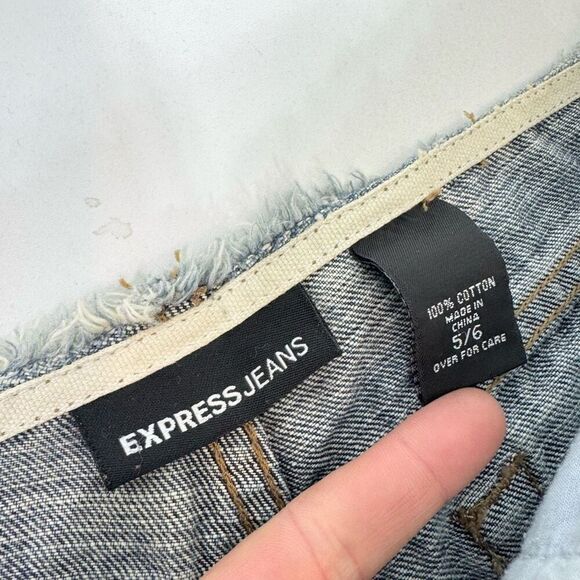 EXPRESSJEANS
100% COTTON
MADE IN
CHINA
5/6
OVER FOR CARE